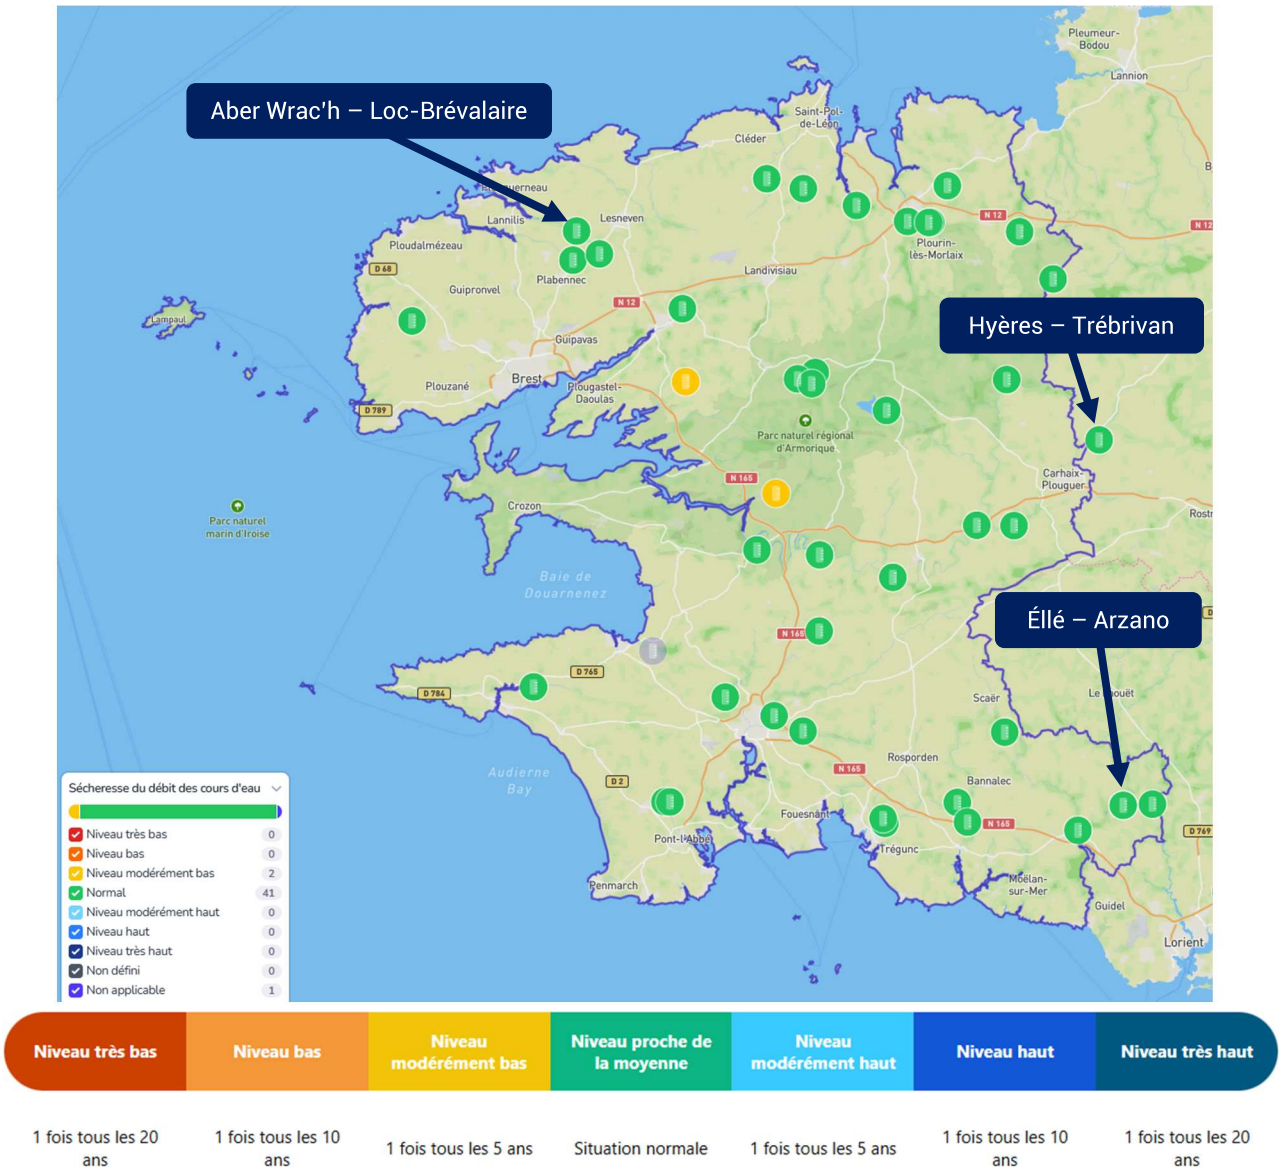 Pleumeur-
Bodou
Lannion
Aber Wrac'h – Loc-Brévalaire
Saint-Pol-
de-Léon
Cléder
Lannilis
Lesneven
N 12
N 12
Ploudalmézeau
Plourin-
lès-Morlaix
D 68
Landivisiau
Plabennec
Guipronvel
N 12
Hyères – Trébrivan
Lampaul
Guipavas
Brest
Plouzané
Plougastel-
Daoulas
D 789
Parc naturel régional
d'Armorique
N 165
Carhaix-
Plouguer
Crozon
Parc naturel
marin d'Iroise
Baie de
Douarnenez
Éllé – Arzano
N 165
D 765
D 784
Scaër
Rosporden
N 165
Audierne
Bay
D 2
Bannalec
Fouesnant
N 165
D 769
Pont-l'Abbé
Trégunc
Penmarch
Moëlan-
sur-Mer
Guidel
Lorient
Sécheresse du débit des cours d'eau
Niveau très bas 0
Niveau bas 0
Niveau modérément bas 2
Normal 41
Niveau modérément haut 0
Niveau haut 0
Niveau très haut 0
Non défini 0
Non applicable 1
Niveau très bas
Niveau bas
Niveau
modérément bas
Niveau proche de
la moyenne
Niveau
modérément haut
Niveau haut
Niveau très haut
1 fois tous les 20
ans
1 fois tous les 10
ans
1 fois tous les 5 ans
Situation normale
1 fois tous les 5 ans
1 fois tous les 10
ans
1 fois tous les 20
ans